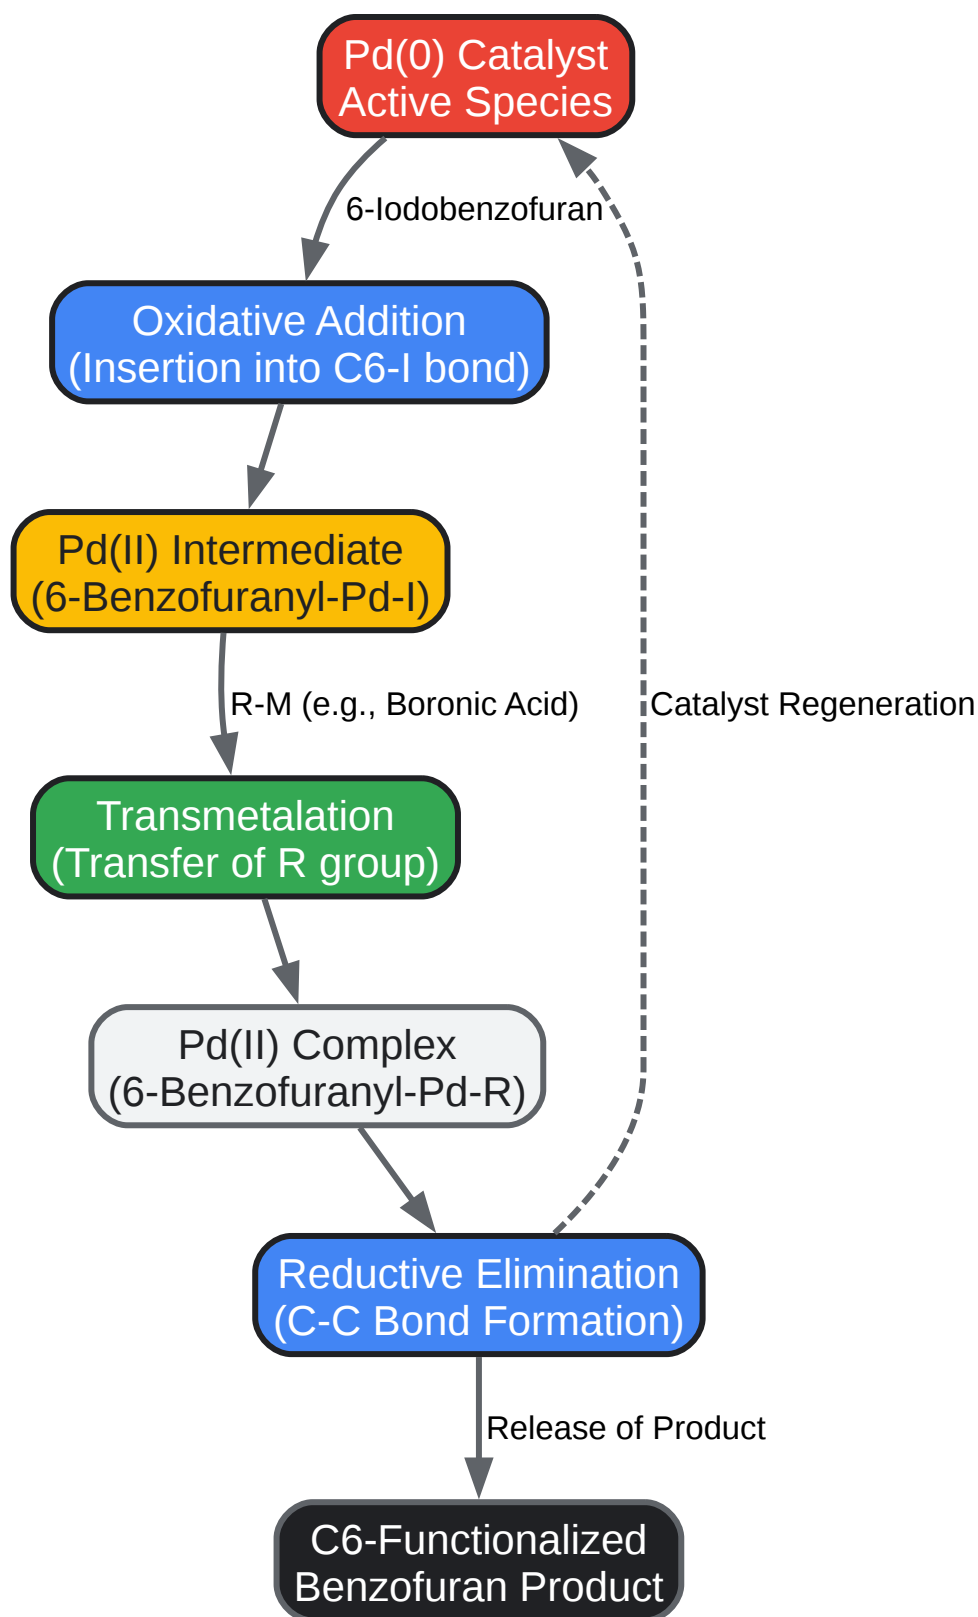 Pd(0) Catalyst
Active Species
6-Iodobenzofuran
Oxidative Addition
(Insertion into C6-I bond)
Pd(II) Intermediate
(6-Benzofuranyl-Pd-I)
R-M (e.g., Boronic Acid)
Catalyst Regeneration
Transmetalation
(Transfer of R group)
Pd(II) Complex
(6-Benzofuranyl-Pd-R)
Reductive Elimination
(C-C Bond Formation)
Release of Product
C6-Functionalized
Benzofuran Product